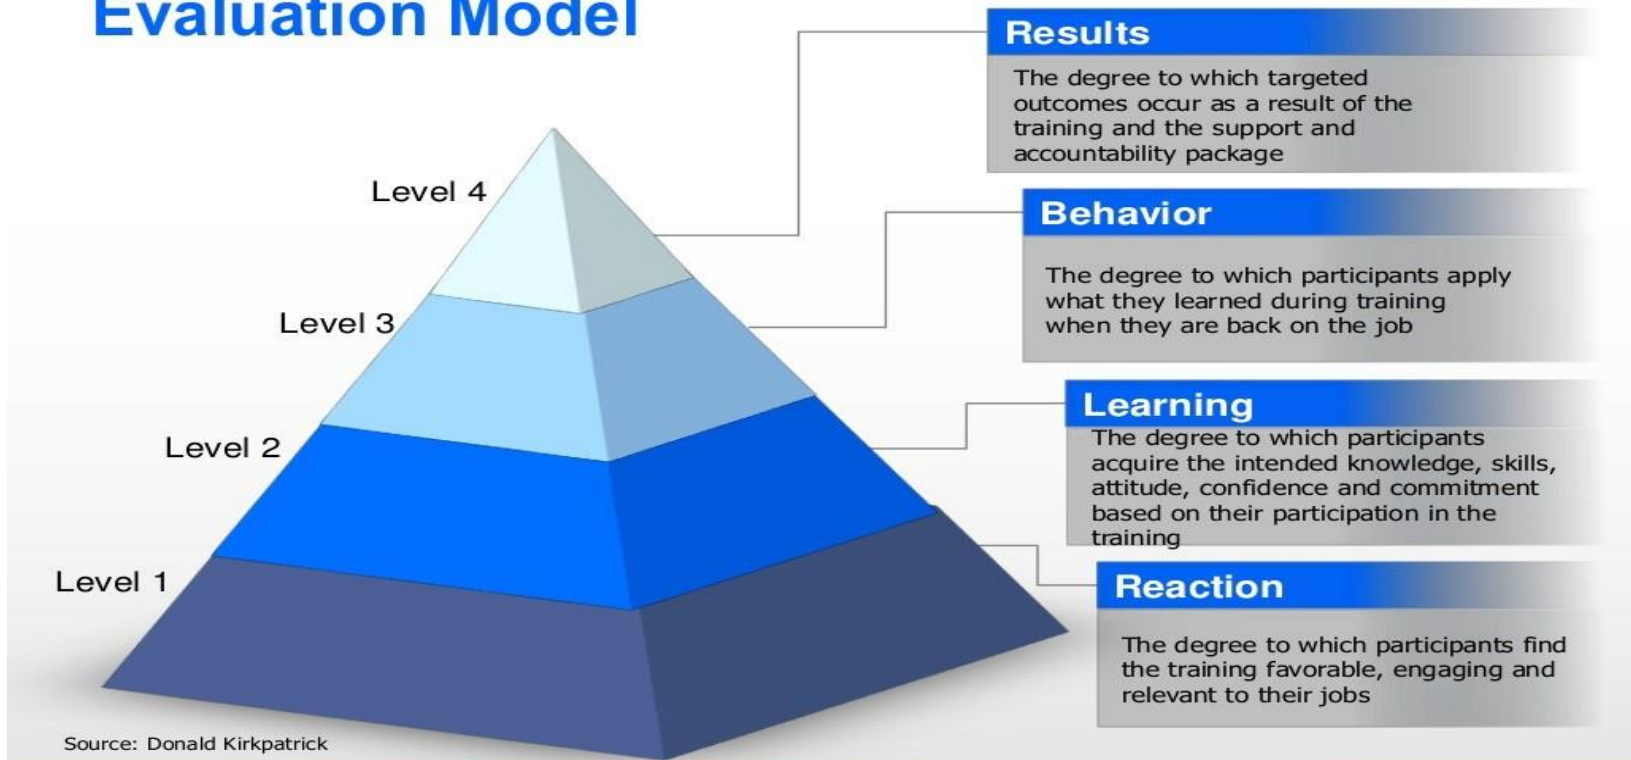 Evaluation Model
Results
The degree to which targeted
outcomes occur as a result of the
training and the support and
accountability package
Level 4
Behavior
The degree to which participants apply
what they learned during training
when they are back on the job
Level 3
Learning
The degree to which participants
acquire the intended knowledge, skills,
attitude, confidence and commitment
based on their participation in the
training
Level 2
Reaction
The degree to which participants find
the training favorable, engaging and
relevant to their jobs
Level 1
Source: Donald Kirkpatrick